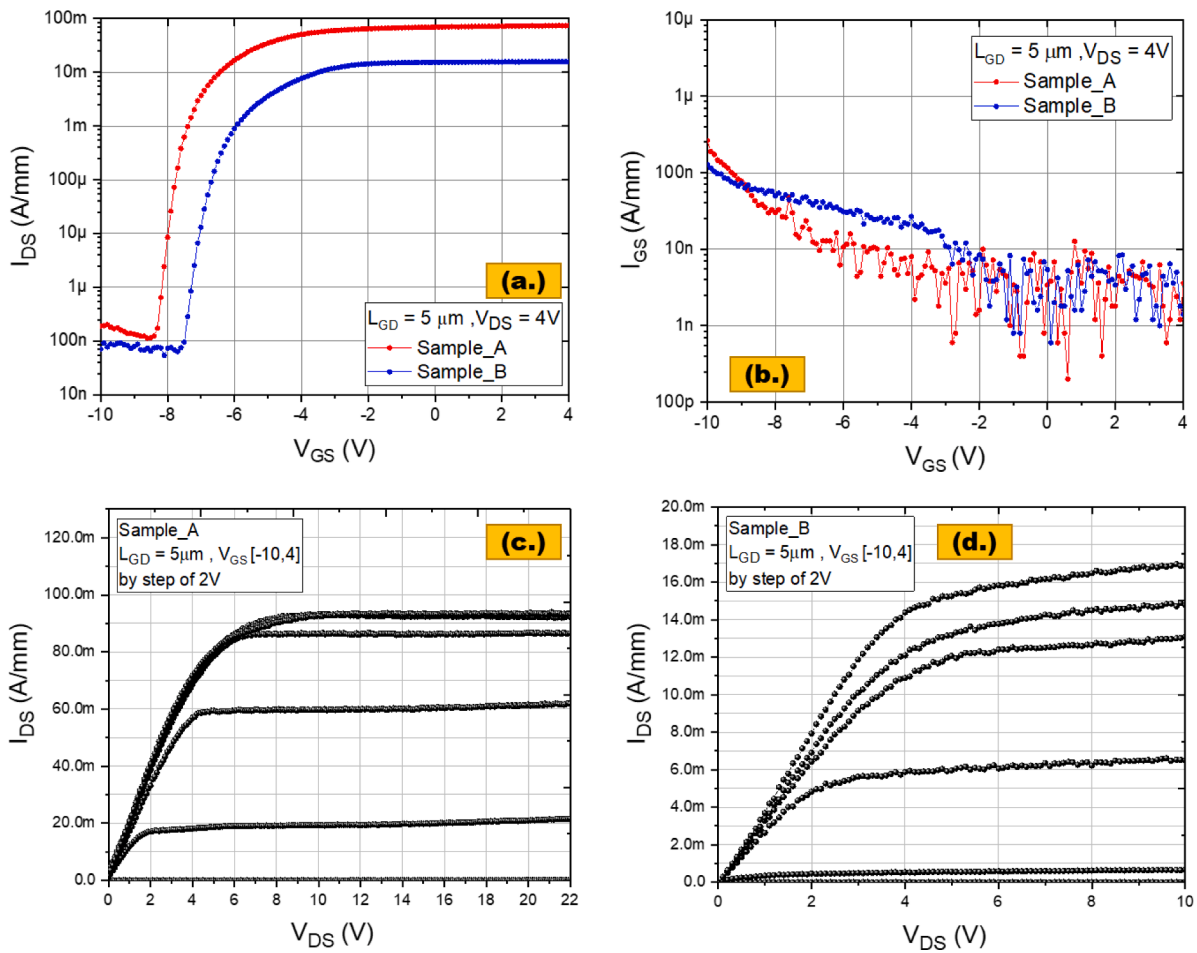 100m
10m
1m
100µ
10µ
1µ
100n
10n
I_DS (A/mm)
(a.)
L_GD = 5 µm ,V_DS = 4V
Sample_A
Sample_B
-10 -8 -6 -4 -2 0 2 4
V_GS (V)
10µ
1µ
100n
10n
1n
100p
I_GS (A/mm)
L_GD = 5 µm ,V_DS = 4V
Sample_A
Sample_B
(b.)
-10 -8 -6 -4 -2 0 2 4
V_GS (V)
120.0m
100.0m
80.0m
60.0m
40.0m
20.0m
0.0
I_DS (A/mm)
Sample_A
L_GD = 5µm , V_GS [-10,4]
by step of 2V
(c.)
0 2 4 6 8 10 12 14 16 18 20 22
V_DS (V)
20.0m
18.0m
16.0m
14.0m
12.0m
10.0m
8.0m
6.0m
4.0m
2.0m
0.0
I_DS (A/mm)
Sample_B
L_GD = 5µm , V_GS [-10,4]
by step of 2V
(d.)
0 2 4 6 8 10
V_DS (V)